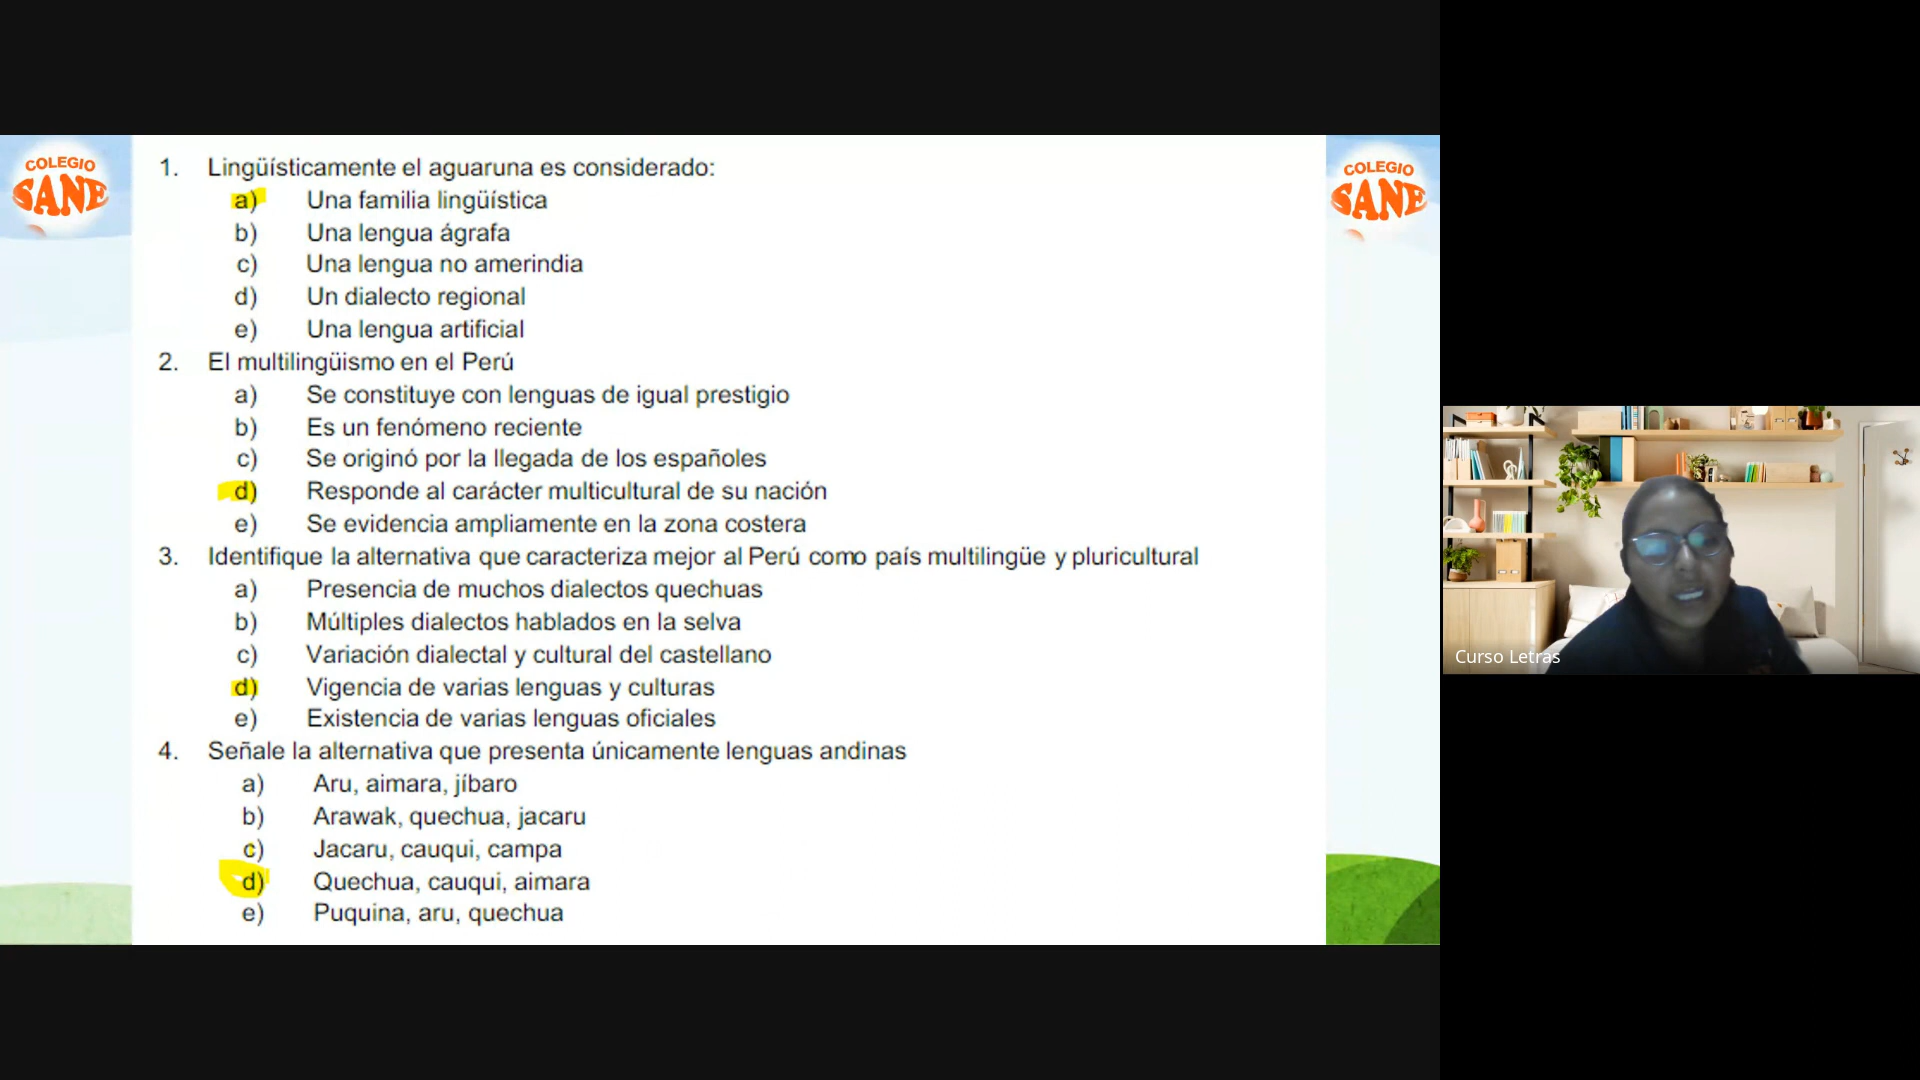 COLEGIO
SANE
COLEGIO
SANE
1. Lingüísticamente el aguaruna es considerado:
a) Una familia lingüística
b) Una lengua ágrafa
c) Una lengua no amerindia
d) Un dialecto regional
e) Una lengua artificial
2. El multilingüismo en el Perú
a) Se constituye con lenguas de igual prestigio
b) Es un fenómeno reciente
c) Se originó por la llegada de los españoles
d) Responde al carácter multicultural de su nación
e) Se evidencia ampliamente en la zona costera
3. Identifique la alternativa que caracteriza mejor al Perú como país multilingüe y pluricultural
a) Presencia de muchos dialectos quechuas
b) Múltiples dialectos hablados en la selva
c) Variación dialectal y cultural del castellano
d) Vigencia de varias lenguas y culturas
e) Existencia de varias lenguas oficiales
4. Señale la alternativa que presenta únicamente lenguas andinas
a) Aru, aimara, jíbaro
b) Arawak, quechua, jacaru
c) Jacaru, cauqui, campa
d) Quechua, cauqui, aimara
e) Puquina, aru, quechua
Curso Letras